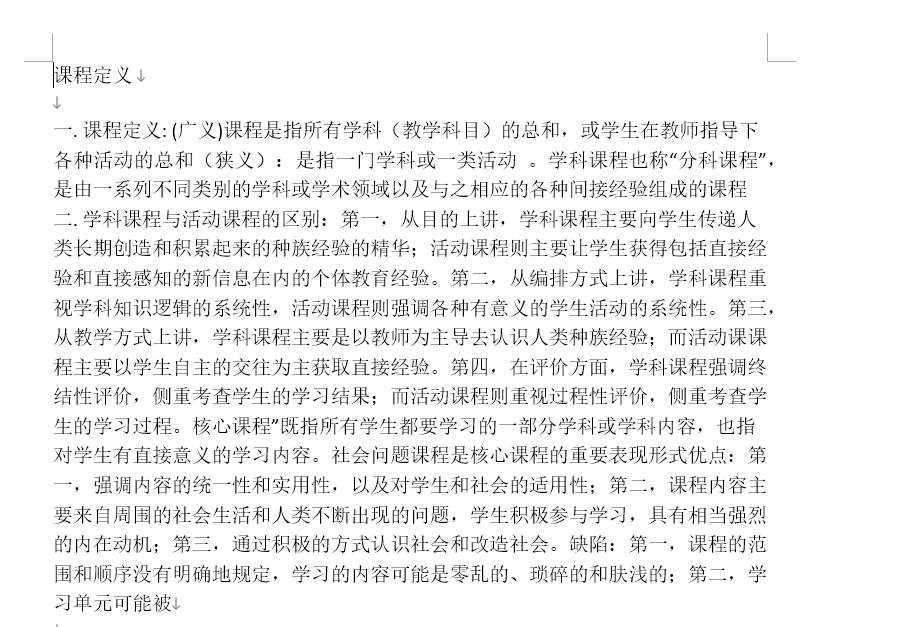 课程定义
一. 课程定义: (广义)课程是指所有学科（教学科目）的总和，或学生在教师指导下
各种活动的总和（狭义）：是指一门学科或一类活动 。学科课程也称“分科课程”，
是由一系列不同类别的学科或学术领域以及与之相应的各种间接经验组成的课程
二. 学科课程与活动课程的区别：第一，从目的上讲，学科课程主要向学生传递人
类长期创造和积累起来的种族经验的精华；活动课程则主要让学生获得包括直接经
验和直接感知的新信息在内的个体教育经验。第二，从编排方式上讲，学科课程重
视学科知识逻辑的系统性，活动课程则强调各种有意义的学生活动的系统性。第三，
从教学方式上讲，学科课程主要是以教师为主导去认识人类种族经验；而活动课课
程主要以学生自主的交往为主获取直接经验。第四，在评价方面，学科课程强调终
结性评价，侧重考查学生的学习结果；而活动课程则重视过程性评价，侧重考查学
生的学习过程。核心课程”既指所有学生都要学习的一部分学科或学科内容，也指
对学生有直接意义的学习内容。社会问题课程是核心课程的重要表现形式优点：第
一，强调内容的统一性和实用性，以及对学生和社会的适用性；第二，课程内容主
要来自周围的社会生活和人类不断出现的问题，学生积极参与学习，具有相当强烈
的内在动机；第三，通过积极的方式认识社会和改造社会。缺陷：第一，课程的范
围和顺序没有明确地规定，学习的内容可能是零乱的、琐碎的和肤浅的；第二，学
习单元可能被